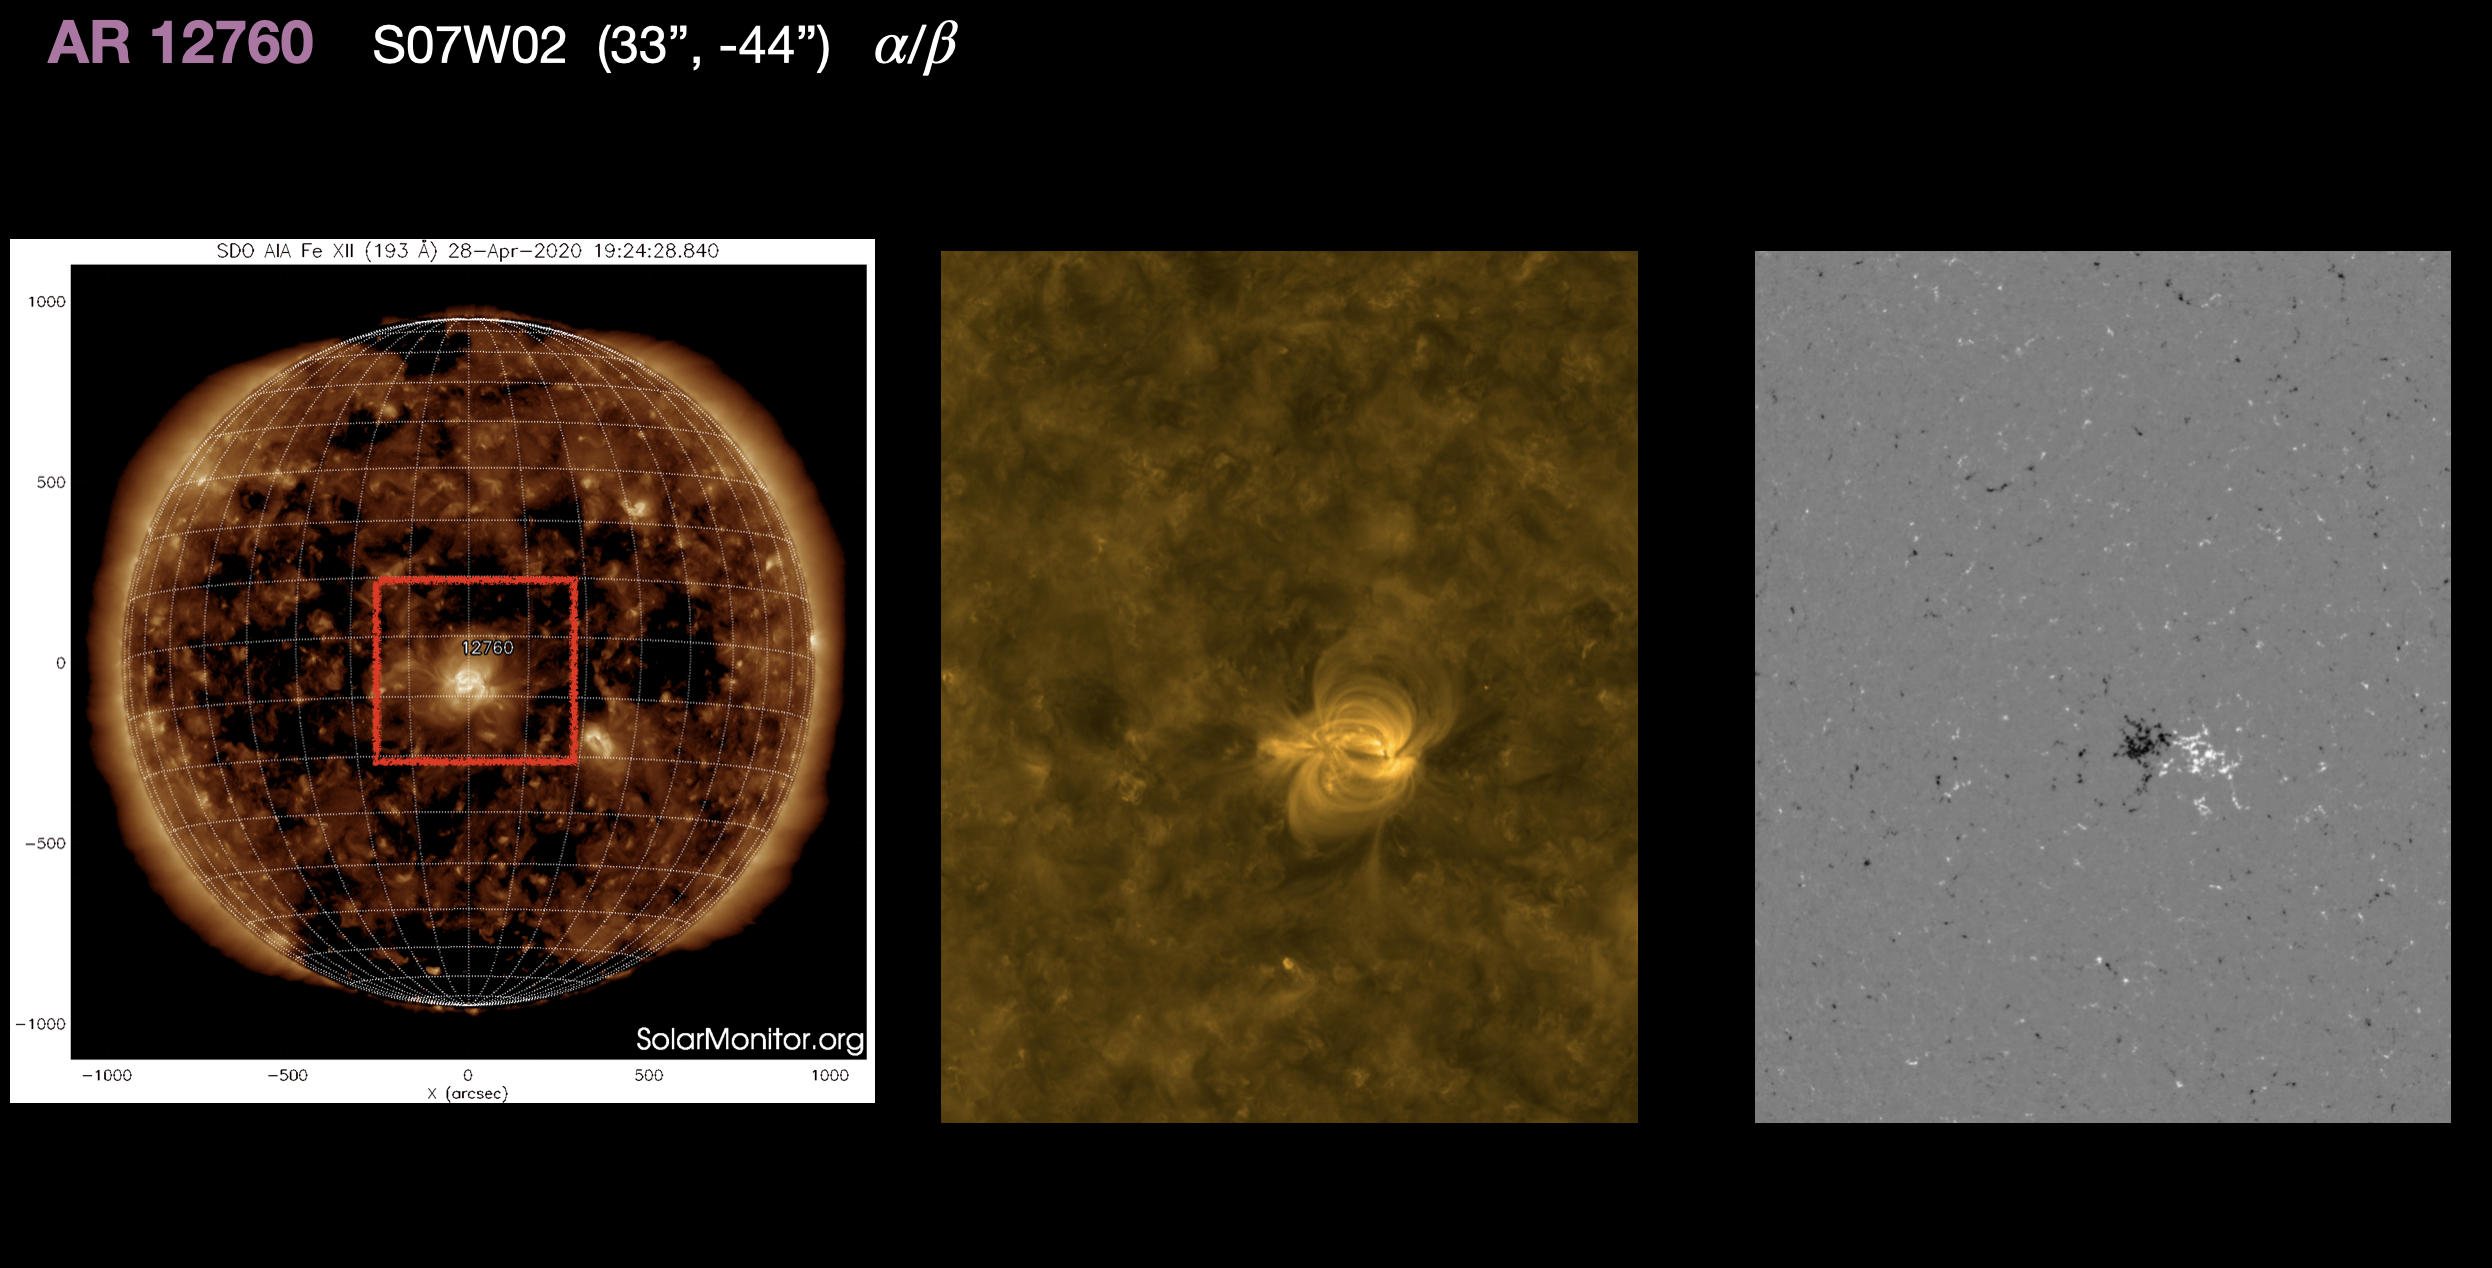 AR 12760 S07W02 (33”, -44”) α/β
SDO AIA Fe XII (193 Å) 28-Apr-2020 19:24:28.840
1000
500
0
-500
-1000
12760
SolarMonitor.org
-1000 -500 0 500 1000
X (arcsec)